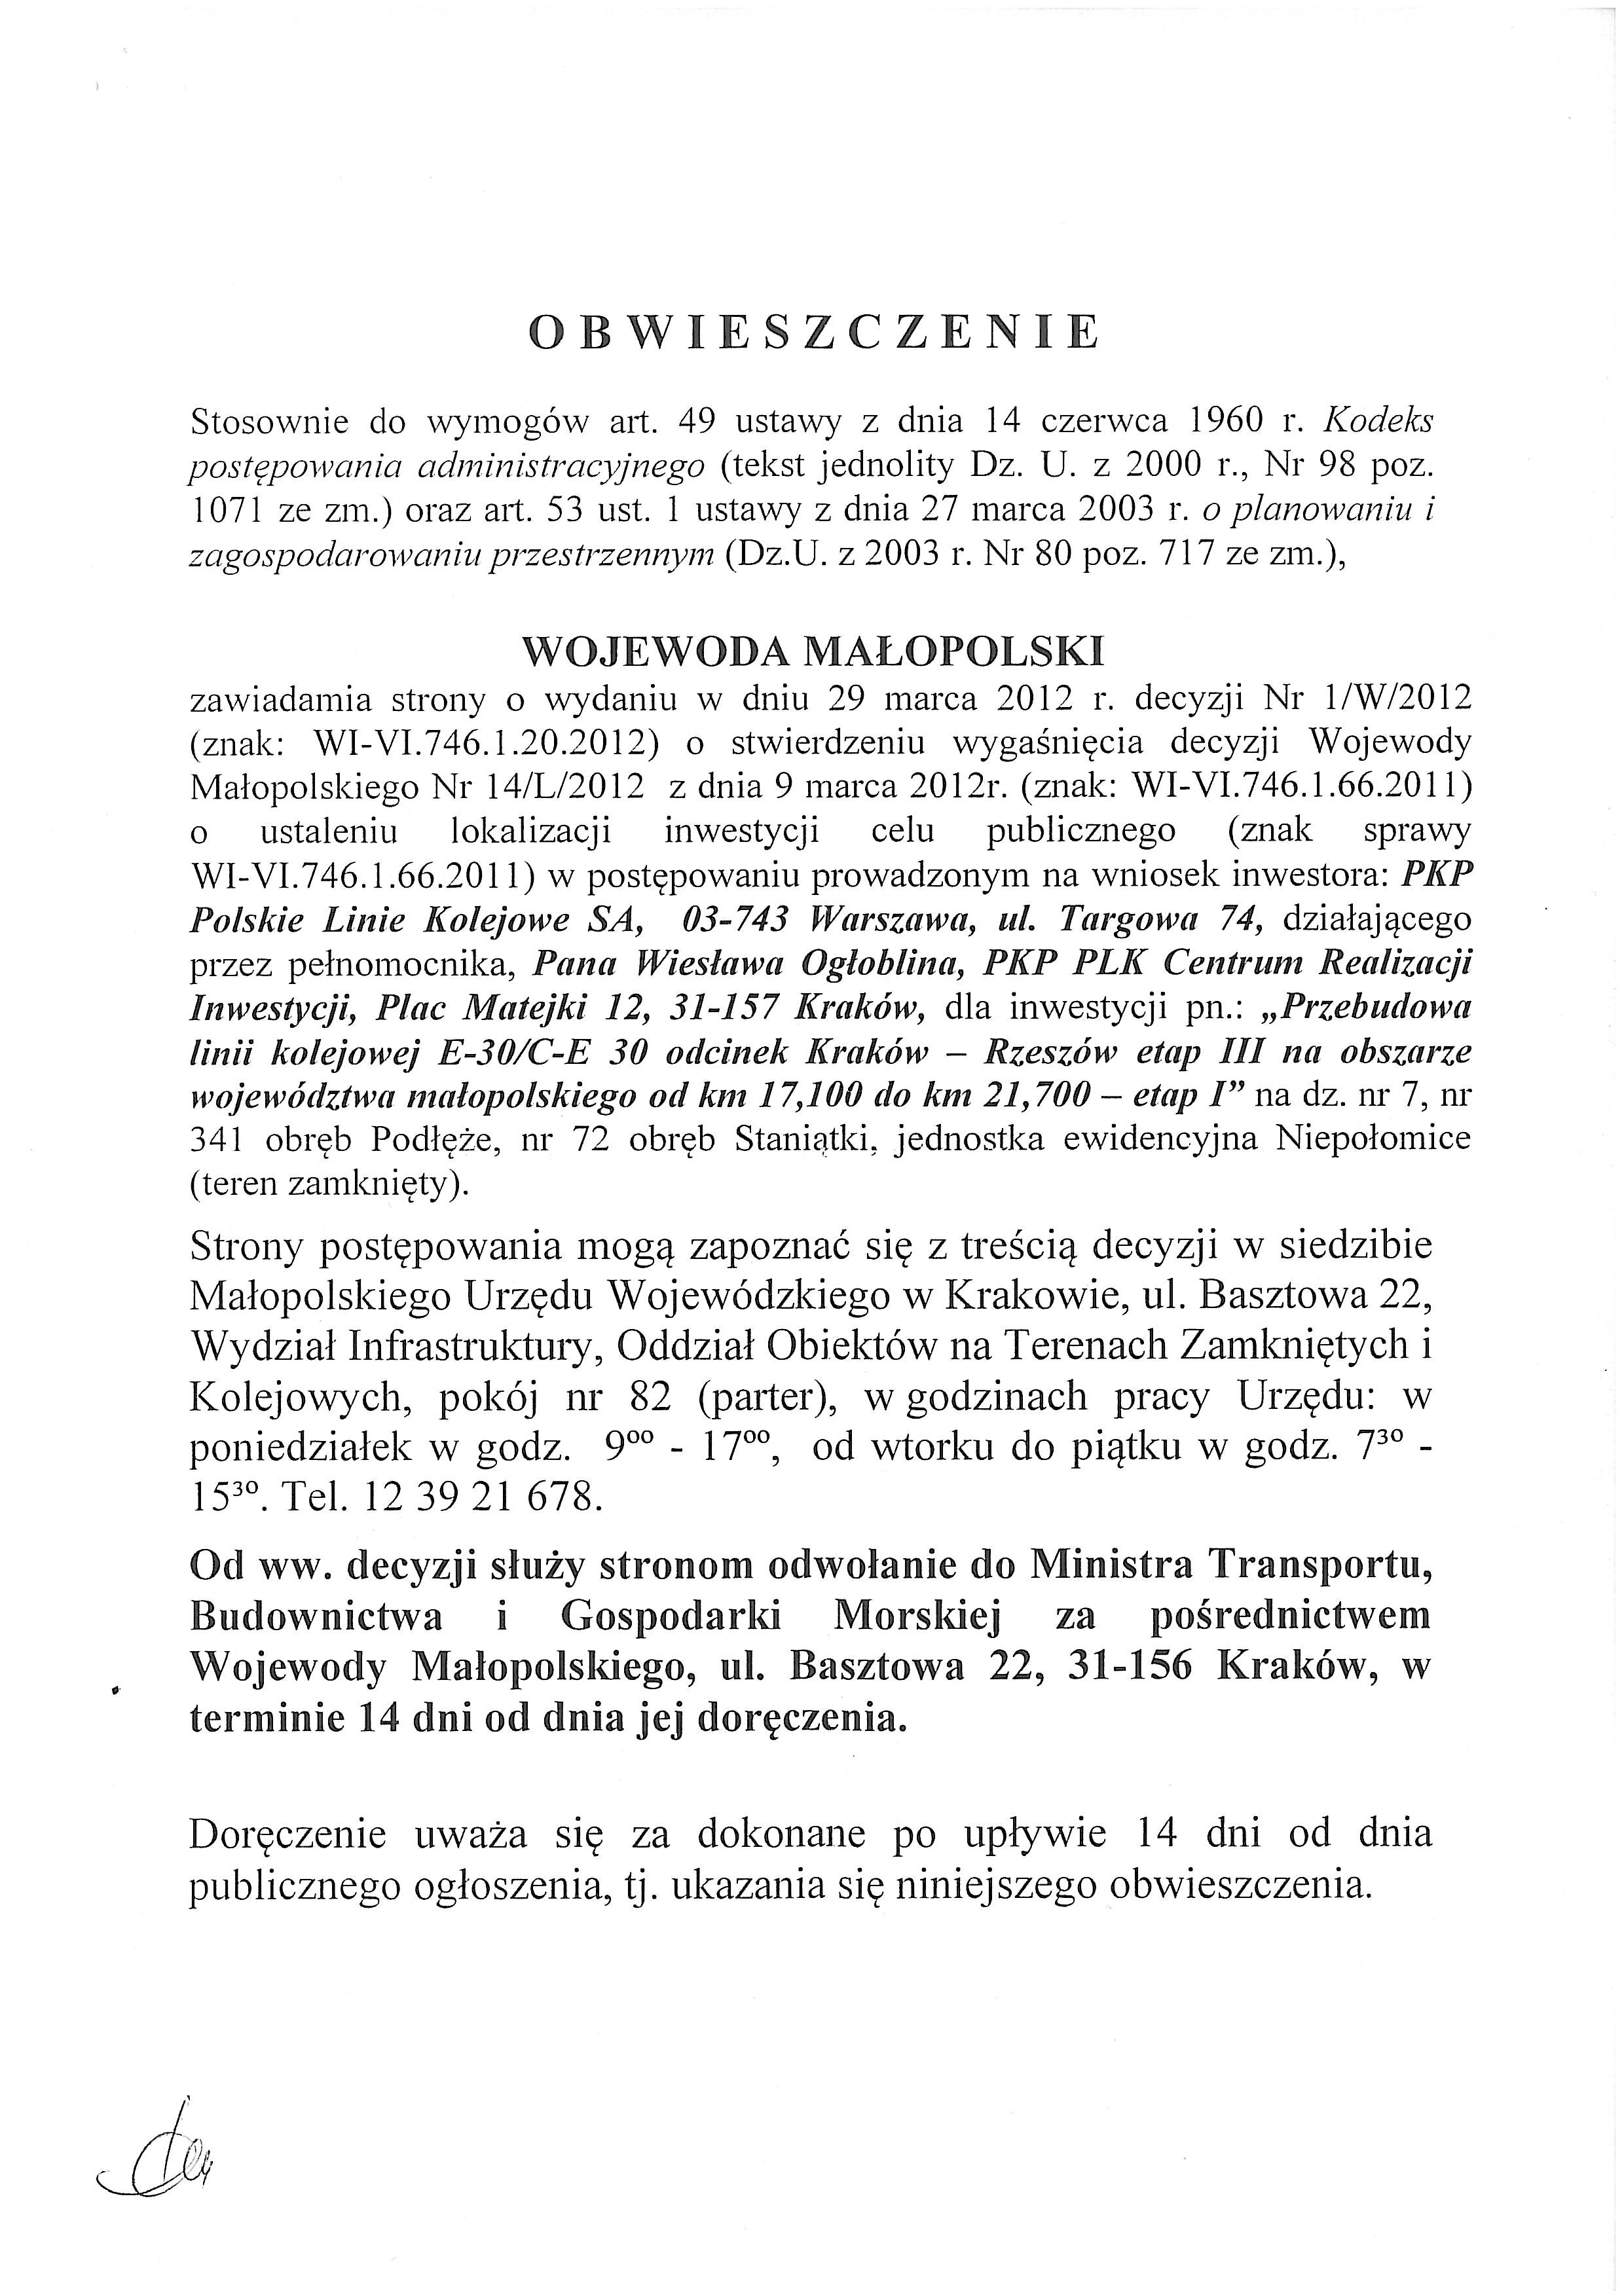 OBWIESZCZENIE
Stosownie do wymogów art. 49 ustawy z dnia 14 czerwca 1960 r. Kodeks
postępowania administracyjnego (tekst jednolity Dz. U. z 2000 r., Nr 98 poz.
1071 ze zm.) oraz art. 53 ust. 1 ustawy z dnia 27 marca 2003 r. o planowaniu i
zagospodarowaniu przestrzennym (Dz.U. z 2003 r. Nr 80 poz. 717 ze zm.),
WOJEWODA MAŁOPOLSKI
zawiadamia strony o wydaniu w dniu 29 marca 2012 r. decyzji Nr 1/W/2012
(znak: WI-VI.746.1.20.2012) o stwierdzeniu wygaśnięcia decyzji Wojewody
Małopolskiego Nr 14/L/2012 z dnia 9 marca 2012r. (znak: WI-VI.746.1.66.2011)
o ustaleniu lokalizacji inwestycji celu publicznego (znak sprawy
WI-VI.746.1.66.2011) w postępowaniu prowadzonym na wniosek inwestora: PKP
Polskie Linie Kolejowe SA, 03-743 Warszawa, ul. Targowa 74, działającego
przez pełnomocnika, Pana Wiesława Ogłoblina, PKP PLK Centrum Realizacji
Inwestycji, Plac Matejki 12, 31-157 Kraków, dla inwestycji pn.: „Przebudowa
linii kolejowej E-30/C-E 30 odcinek Kraków – Rzeszów etap III na obszarze
województwa małopolskiego od km 17,100 do km 21,700 – etap I” na dz. nr 7, nr
341 obręb Podłęże, nr 72 obręb Staniątki, jednostka ewidencyjna Niepołomice
(teren zamknięty).
Strony postępowania mogą zapoznać się z treścią decyzji w siedzibie
Małopolskiego Urzędu Wojewódzkiego w Krakowie, ul. Basztowa 22,
Wydział Infrastruktury, Oddział Obiektów na Terenach Zamkniętych i
Kolejowych, pokój nr 82 (parter), w godzinach pracy Urzędu: w
poniedziałek w godz. 9⁰⁰ - 17⁰⁰, od wtorku do piątku w godz. 7³⁰ -
15³⁰. Tel. 12 39 21 678.
Od ww. decyzji służy stronom odwołanie do Ministra Transportu,
Budownictwa i Gospodarki Morskiej za pośrednictwem
Wojewody Małopolskiego, ul. Basztowa 22, 31-156 Kraków, w
terminie 14 dni od dnia jej doręczenia.
Doręczenie uważa się za dokonane po upływie 14 dni od dnia
publicznego ogłoszenia, tj. ukazania się niniejszego obwieszczenia.